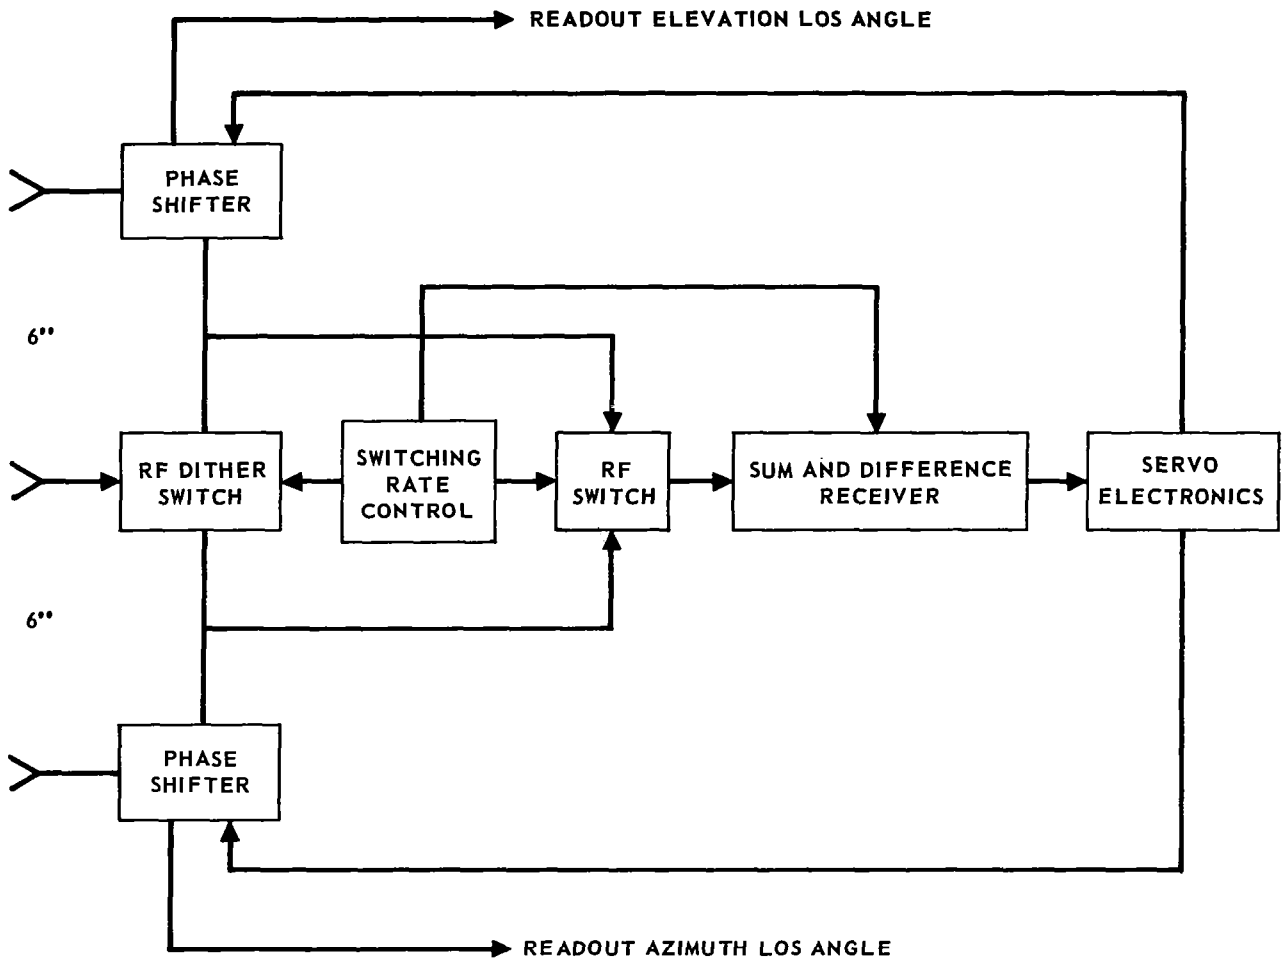 READOUT ELEVATION LOS ANGLE
PHASE
SHIFTER
6"
RF DITHER
SWITCH
SWITCHING
RATE
CONTROL
RF
SWITCH
SUM AND DIFFERENCE
RECEIVER
SERVO
ELECTRONICS
6"
PHASE
SHIFTER
READOUT AZIMUTH LOS ANGLE